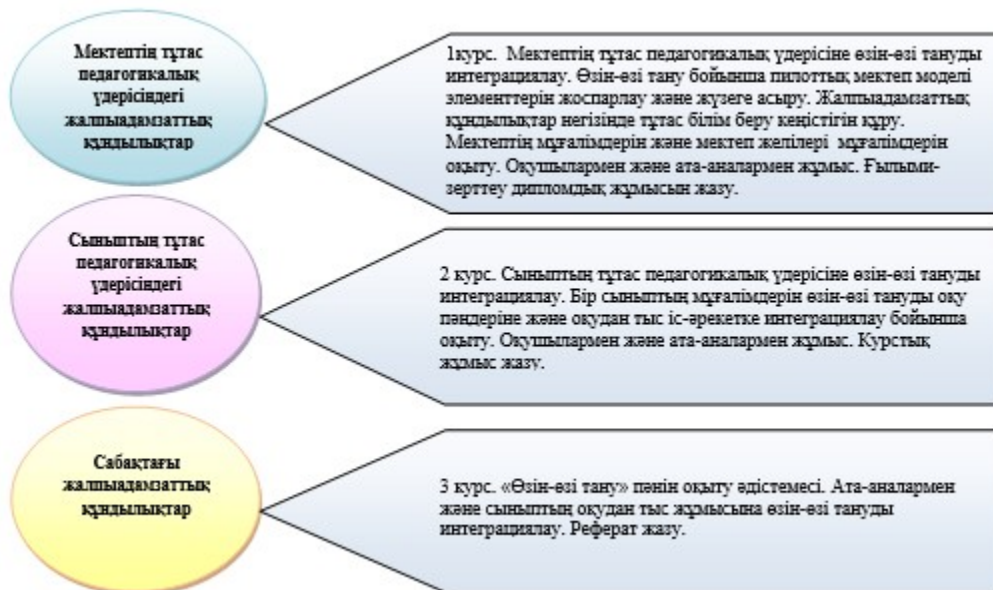 Мектептің тұтас
педагогикалық
үдерісіндегі
жалпыадамзаттық
құндылықтар
1курс. Мектептің тұтас педагогикалық үдерісіне өзін-өзі тануды
интеграциялау. Өзін-өзі тану бойынша пилоттық мектеп моделі
элементтерін жоспарлау және жүзеге асыру. Жалпыадамзаттық
құндылықтар негізінде тұтас білім беру кеңістігін құру.
Мектептің мұғалімдерін және мектеп желілері мұғалімдерін
оқыту. Оқушылармен және ата-аналармен жұмыс. Ғылыми-
зерттеу дипломдық жұмысын жазу.
Сыныптың тұтас
педагогикалық
үдерісіндегі
жалпыадамзаттық
құндылықтар
2 курс. Сыныптың тұтас педагогикалық үдерісіне өзін-өзі тануды
интеграциялау. Бір сыныптың мұғалімдерін өзін-өзі тануды оқу
пәндеріне және оқудан тыс іс-әрекетке интеграциялау бойынша
оқыту. Оқушылармен және ата-аналармен жұмыс. Курстық
жұмыс жазу.
Сабақтағы
жалпыадамзаттық
құндылықтар
3 курс. «Өзін-өзі тану» пәнін оқыту әдістемесі. Ата-аналармен
және сыныптың оқудан тыс жұмысына өзін-өзі тануды
интеграциялау. Реферат жазу.